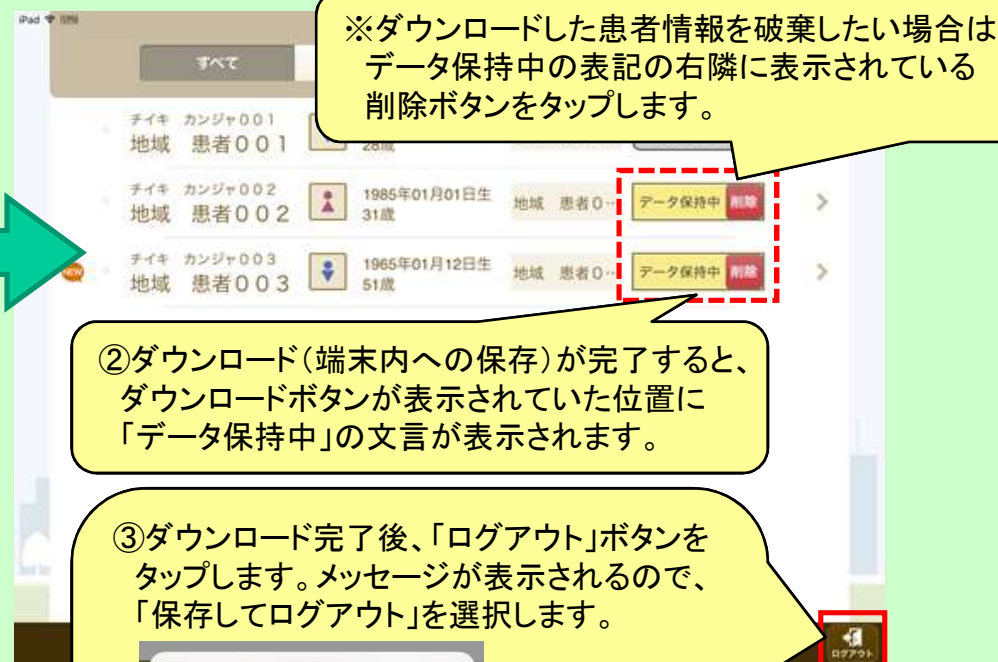 iPad
※ダウンロードした患者情報を破棄したい場合は
データ保持中の表記の右隣に表示されている
削除ボタンをタップします。
すべて
チイキ カンジャ001
地域 患者001
28歳
チイキ カンジャ002
地域 患者002
1985年01月01日生
31歳
地域 患者0…
データ保持中 削除
NEW
チイキ カンジャ003
地域 患者003
1965年01月12日生
51歳
地域 患者0…
データ保持中 削除
②ダウンロード(端末内への保存)が完了すると、
ダウンロードボタンが表示されていた位置に
「データ保持中」の文言が表示されます。
③ダウンロード完了後、「ログアウト」ボタンを
タップします。メッセージが表示されるので、
「保存してログアウト」を選択します。
ログアウト